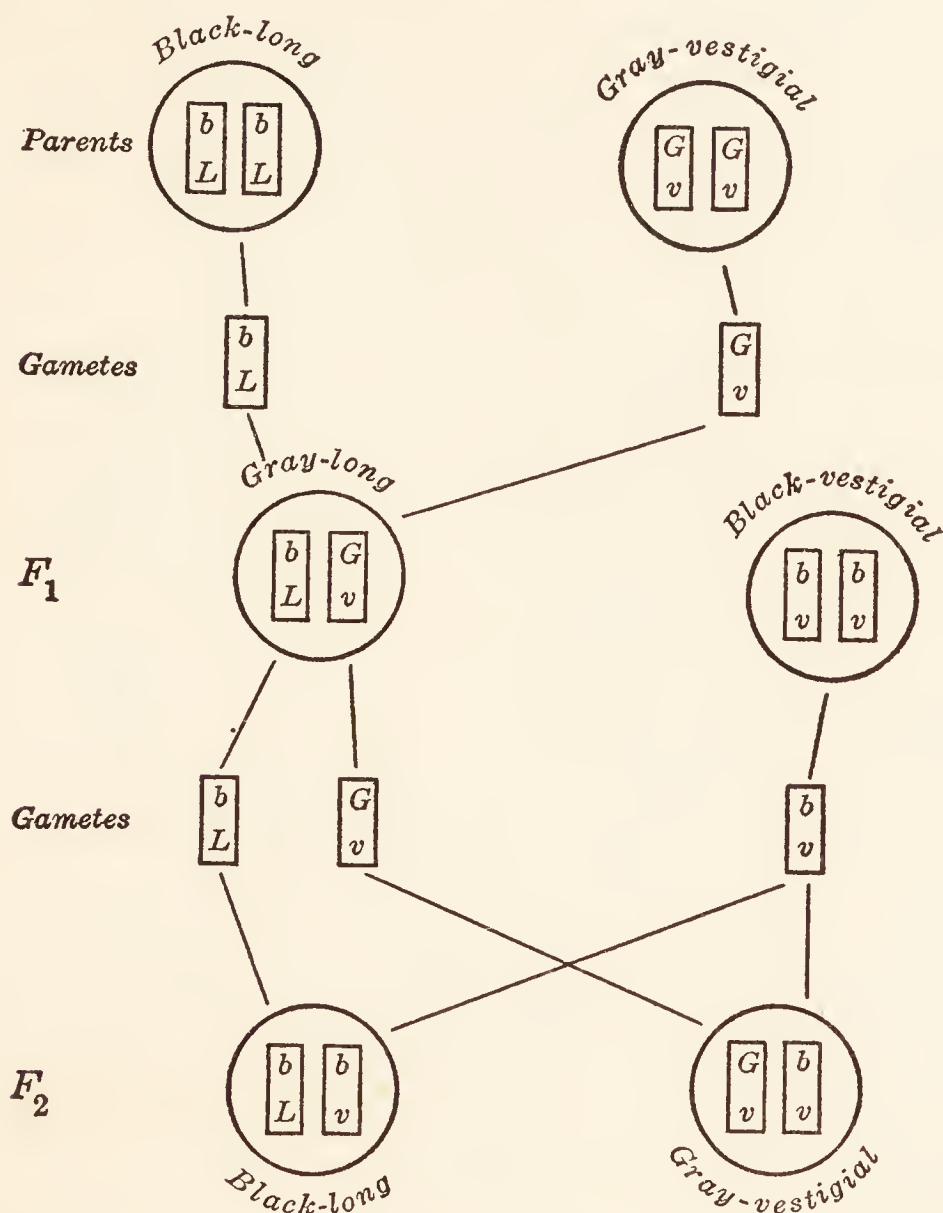 Black-long
Gray-vestigial
Parents
b b
L L
G G
v v
Gametes
b
L
G
v
Gray-long
Black-vestigial
F1
b G
L v
b b
v v
Gametes
b
L
G
v
b
v
F2
b b
L v
G b
v v
Black-long
Gray-vestigial